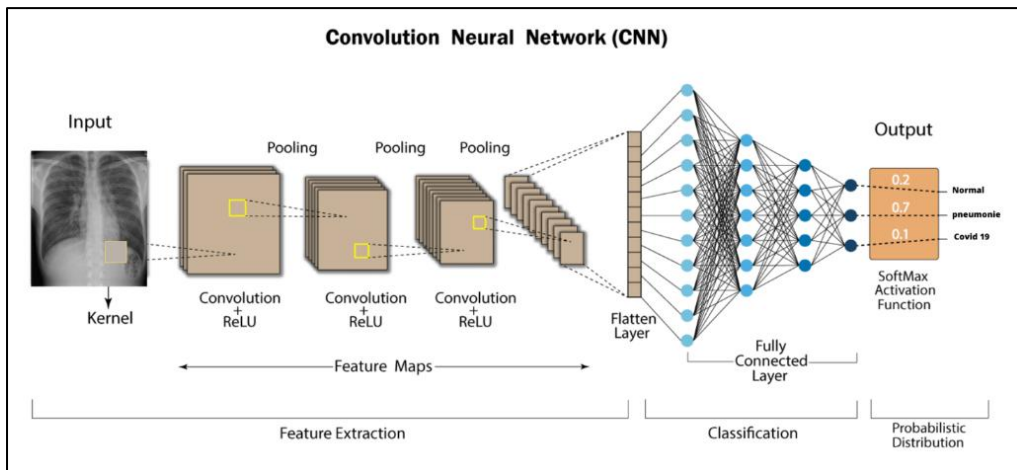 Convolution Neural Network (CNN)
Input
Output
Pooling
Pooling
Pooling
0.2
Normal
0.7
pneumonie
0.1
Covid 19
Kernel
Convolution
+
ReLU
Convolution
+
ReLU
Convolution
+
ReLU
Flatten
Layer
SoftMax
Activation
Function
Feature Maps
Fully
Connected
Layer
Feature Extraction
Classification
Probabilistic
Distribution